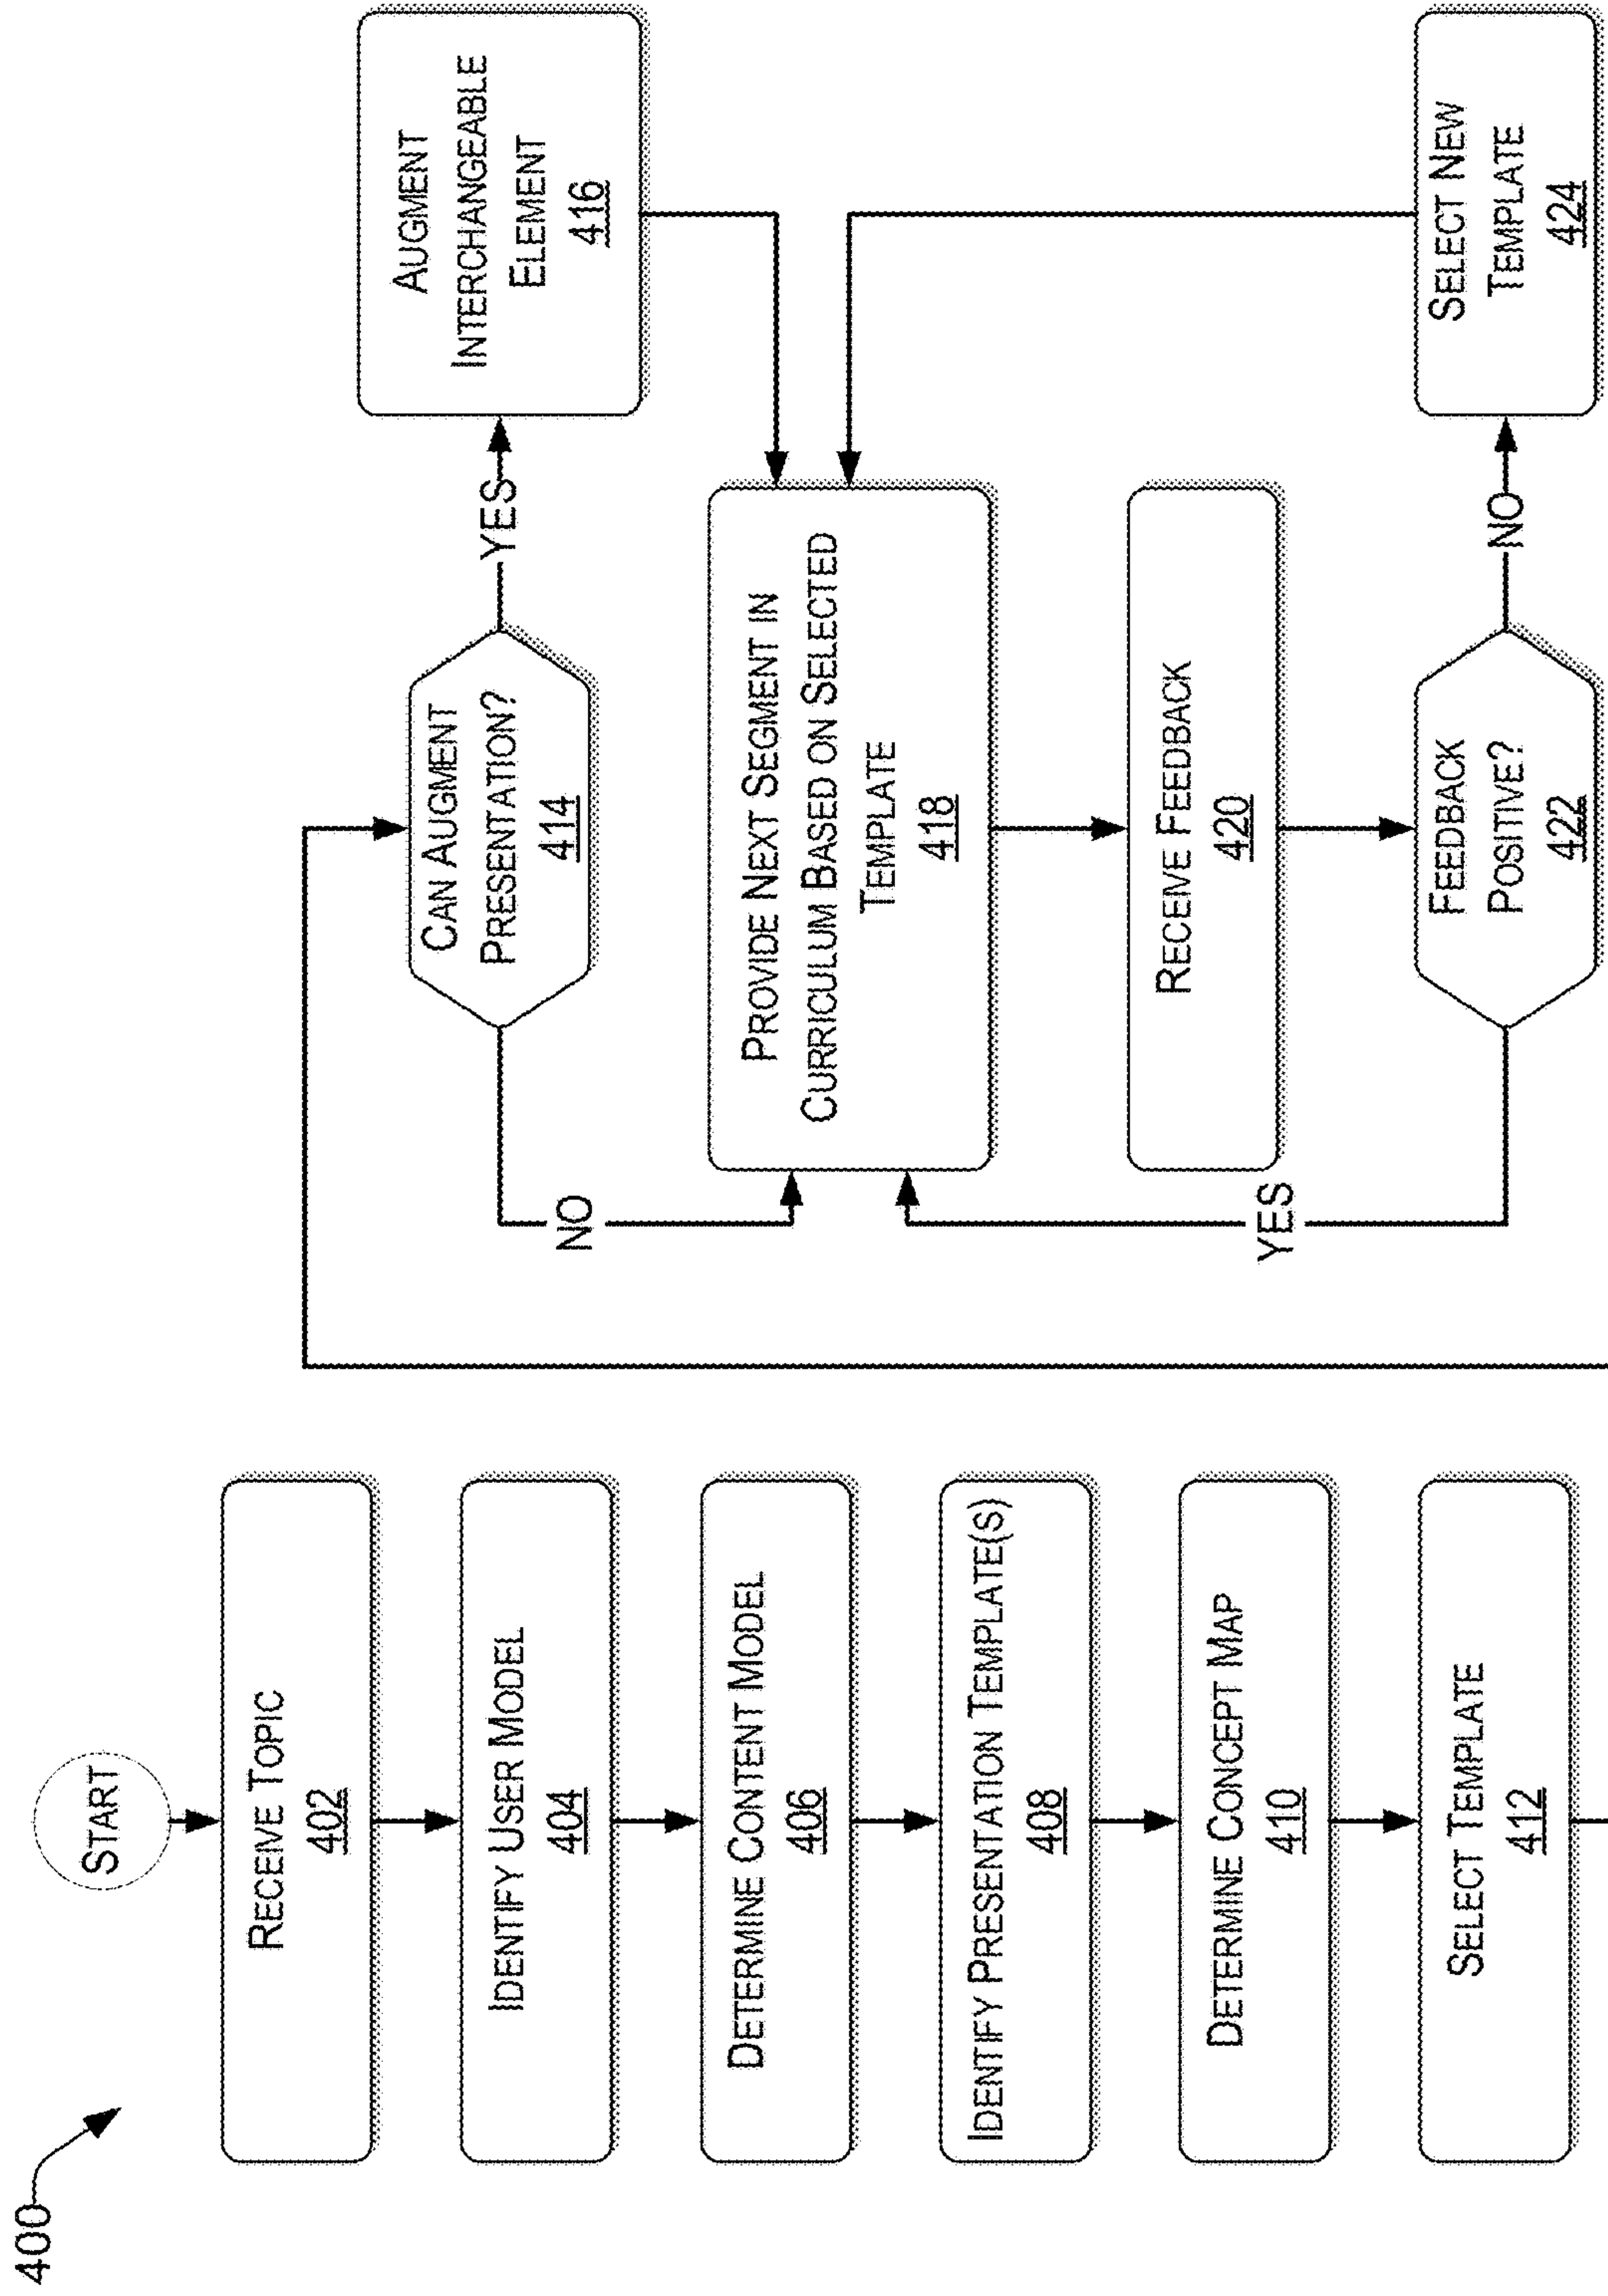 400
START
RECEIVE TOPIC
402
IDENTIFY USER MODEL
404
DETERMINE CONTENT MODEL
406
IDENTIFY PRESENTATION TEMPLATE(S)
408
DETERMINE CONCEPT MAP
410
SELECT TEMPLATE
412
CAN AUGMENT
PRESENTATION?
414
YES
NO
AUGMENT
INTERCHANGEABLE
ELEMENT
416
PROVIDE NEXT SEGMENT IN
CURRICULUM BASED ON SELECTED
TEMPLATE
418
RECEIVE FEEDBACK
420
FEEDBACK
POSITIVE?
422
YES
NO
SELECT NEW
TEMPLATE
424